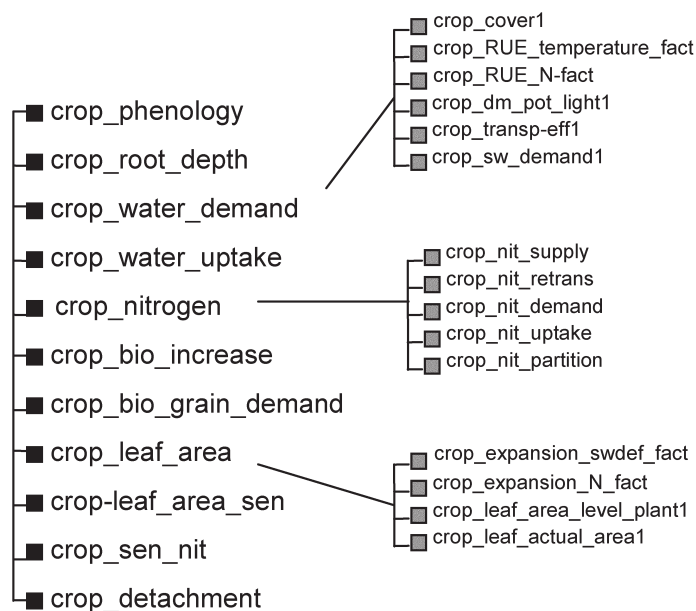 crop_phenology
crop_root_depth
crop_water_demand
crop_water_uptake
crop_nitrogen
crop_bio_increase
crop_bio_grain_demand
crop_leaf_area
crop-leaf_area_sen
crop_sen_nit
crop_detachment
crop_cover1
crop_RUE_temperature_fact
crop_RUE_N-fact
crop_dm_pot_light1
crop_transp-eff1
crop_sw_demand1
crop_nit_supply
crop_nit_retrans
crop_nit_demand
crop_nit_uptake
crop_nit_partition
crop_expansion_swdef_fact
crop_expansion_N_fact
crop_leaf_area_level_plant1
crop_leaf_actual_area1